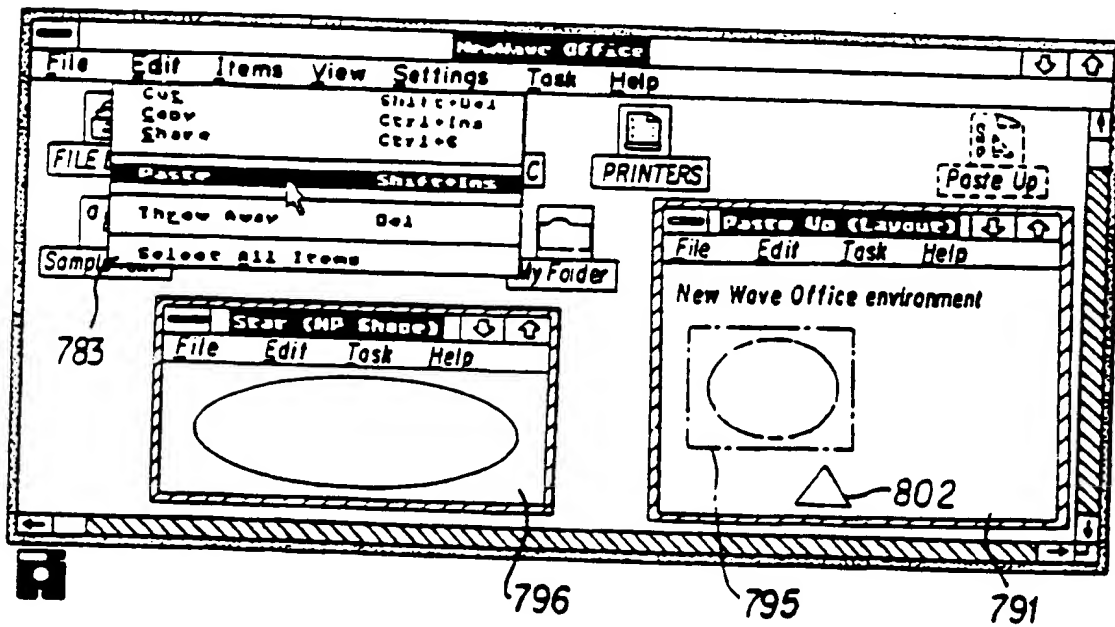 NewWave Office
File Edit Items View Settings Task Help
Cut Shift+Del
Copy Ctrl+Ins
Share Ctrl+C
Paste Shift+Ins
Throw Away Del
Select All Items
FILE
C
PRINTERS
Paste Up
Sampl
My Folder
Paste Up (Layout)
File Edit Task Help
New Wave Office environment
Star (HP Shape)
File Edit Task Help
783
802
796
795
791